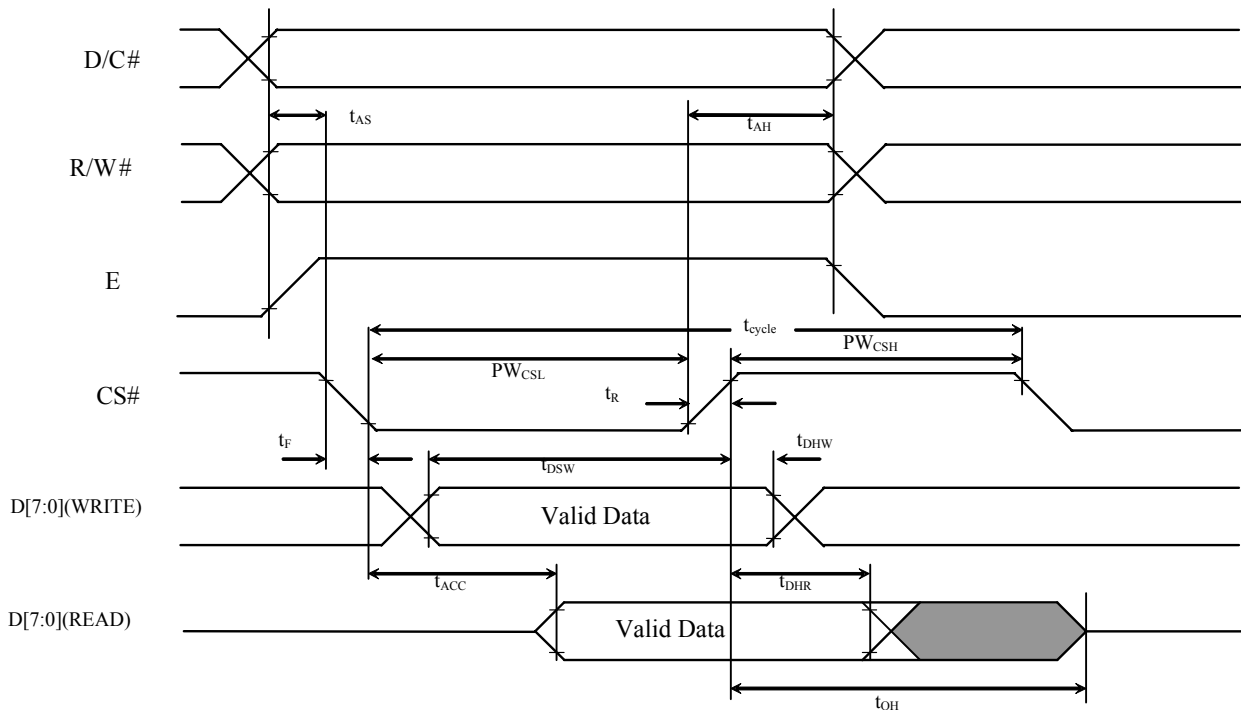 D/C#
tAS
tAH
R/W#
E
tcycle
PWCSL
PWCSH
CS#
tR
tF
tDSW
tDHW
D[7:0](WRITE)
Valid Data
tACC
tDHR
D[7:0](READ)
Valid Data
tOH